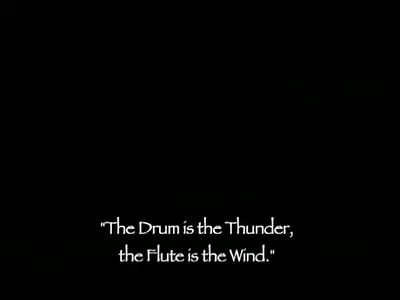 "The Drum is the Thunder,
the Flute is the Wind."